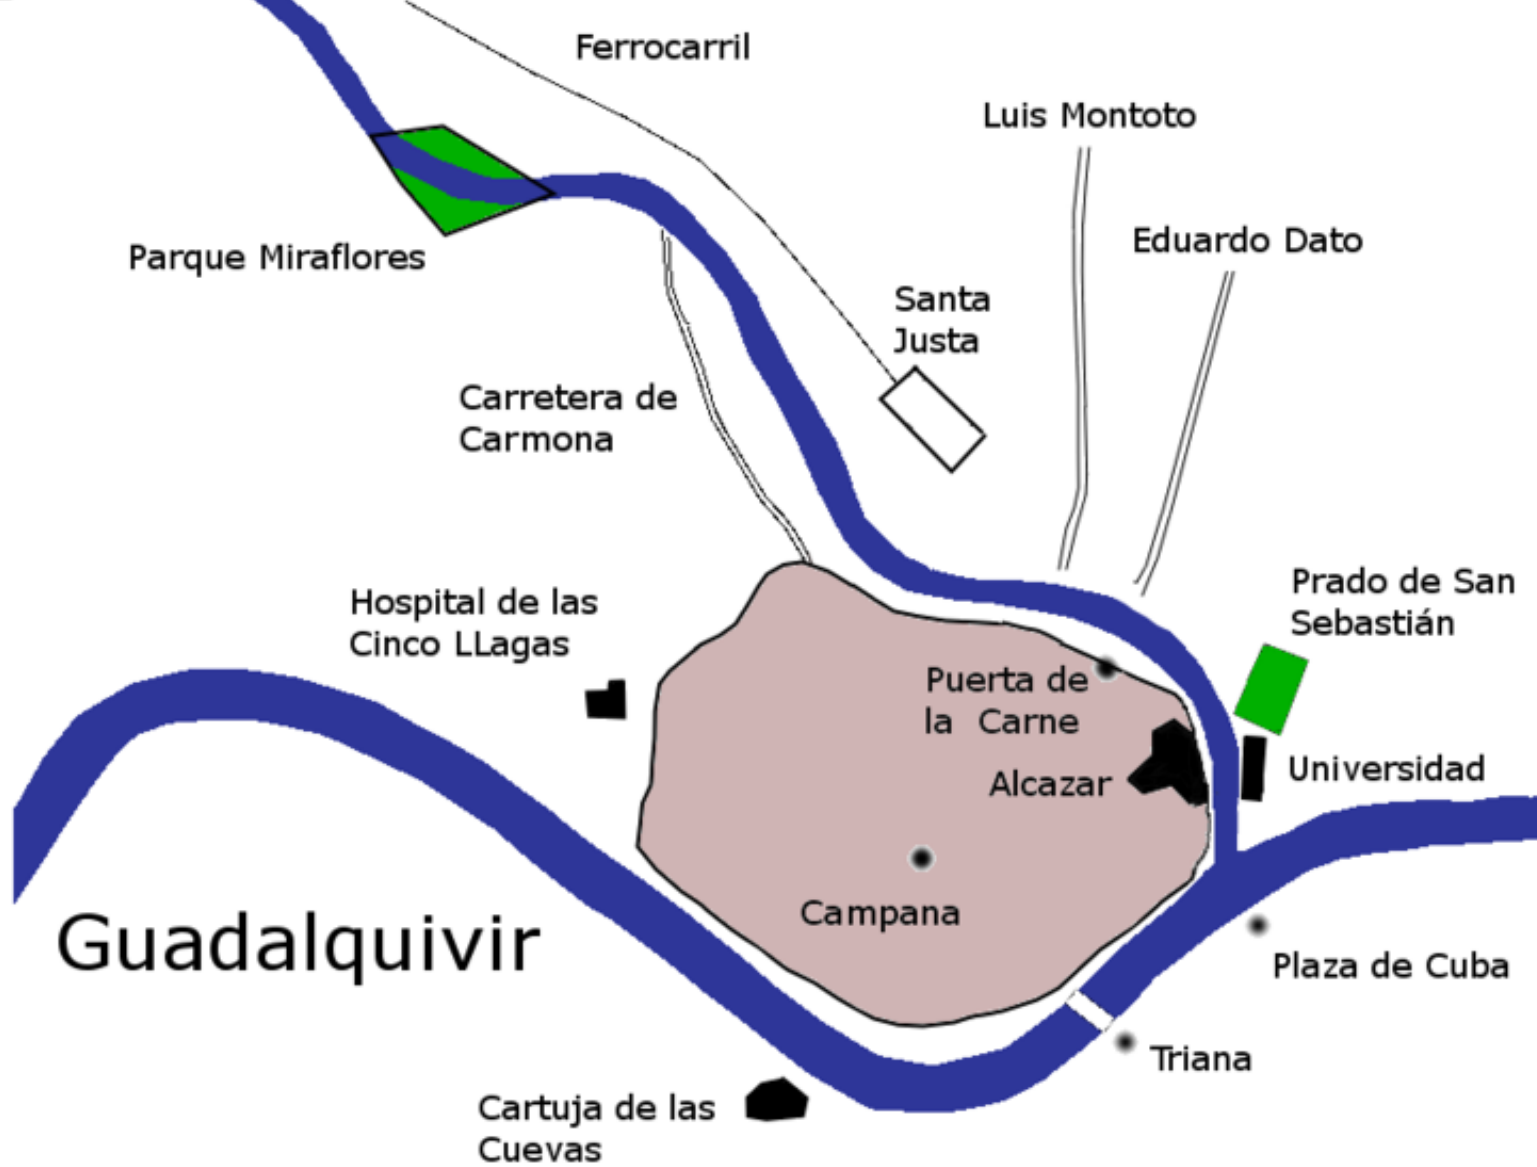 Ferrocarril
Luis Montoto
Eduardo Dato
Parque Miraflores
Santa
Justa
Carretera de
Carmona
Prado de San
Sebastián
Hospital de las
Cinco LLagas
Puerta de
la Carne
Alcazar
Universidad
Campana
Guadalquivir
Plaza de Cuba
Triana
Cartuja de las
Cuevas